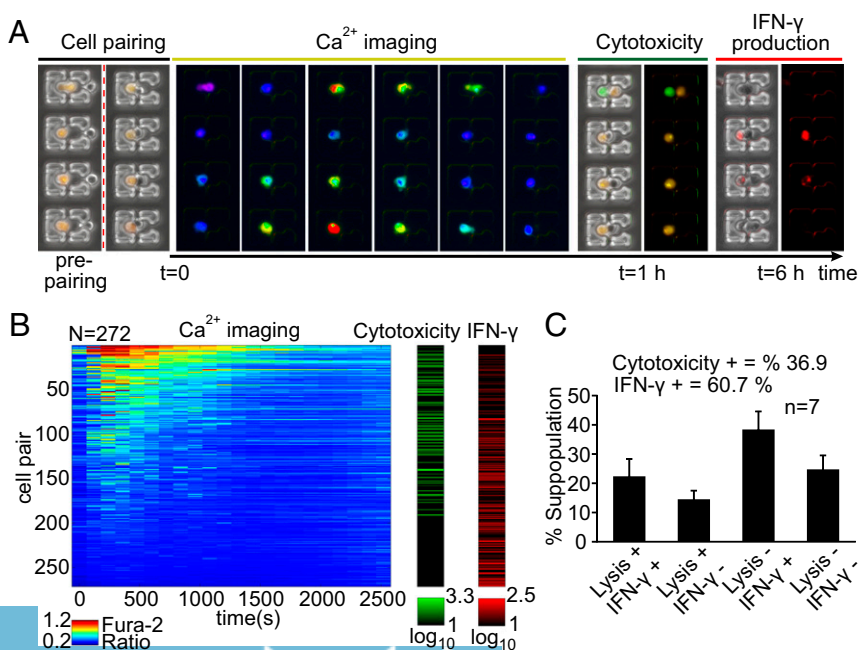 A
Cell pairing
Ca2+ imaging
Cytotoxicity
IFN-γ
production
pre-
pairing
t=0
t=1 h
t=6 h
time
B
N=272
Ca2+ imaging
Cytotoxicity
IFN-γ
cell pair
50
100
150
200
250
0 500 1000 1500 2000 2500
time(s)
1.2
0.2
Fura-2
Ratio
3.3
1
log10
2.5
1
log10
C
Cytotoxicity + = % 36.9
IFN-γ + = 60.7 %
n=7
% Suppopulation
50
40
30
20
10
0
Lysis +
IFN-γ +
Lysis +
IFN-γ -
Lysis -
IFN-γ +
Lysis -
IFN-γ -